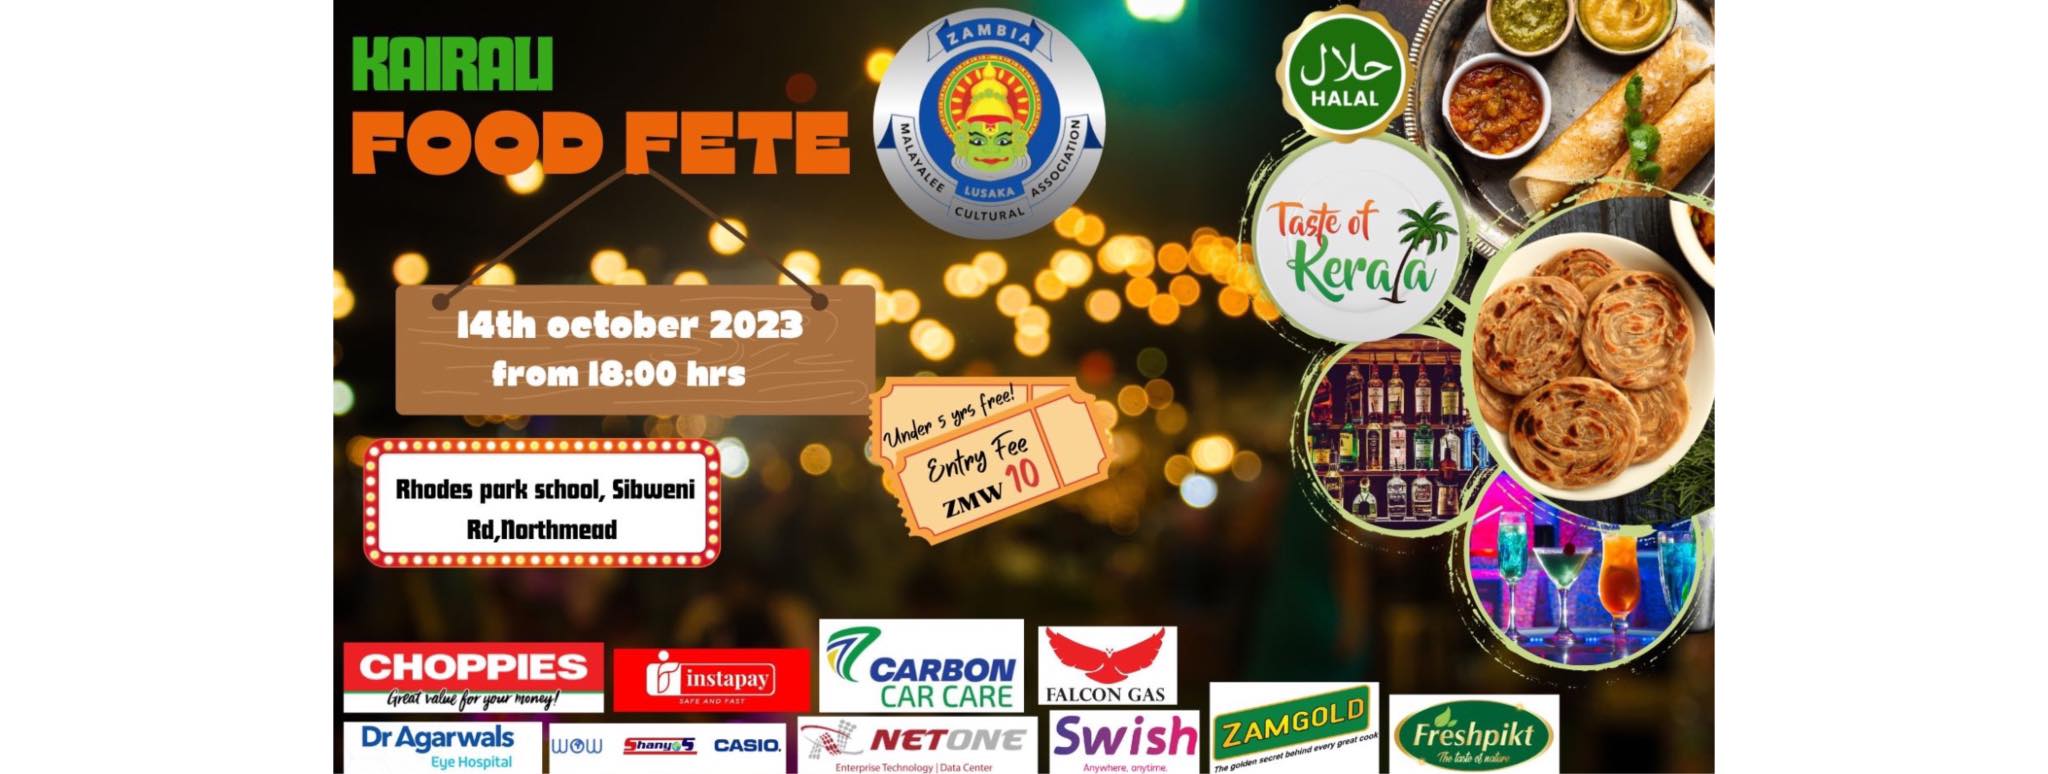 KAIRALI
FOOD FETE
ZAMBIA
MALAYALEE
CULTURAL
ASSOCIATION
LUSAKA
حلال
HALAL
Taste of
Kerala
14th october 2023
from 18:00 hrs
Under 5 yrs free!
Entry Fee
ZMW 10
Rhodes park school, Sibweni
Rd,Northmead
CHOPPIES
Great value for your money!
instapay
SAFE AND FAST
CARBON
CAR CARE
FALCON GAS
Dr Agarwals
Eye Hospital
WOW
Shany@5
CASIO.
NETONE
Enterprise Technology | Data Center
Swish
Anywhere, anytime.
ZAMGOLD
The golden secret behind every great cook
Freshpikt
The taste of nature